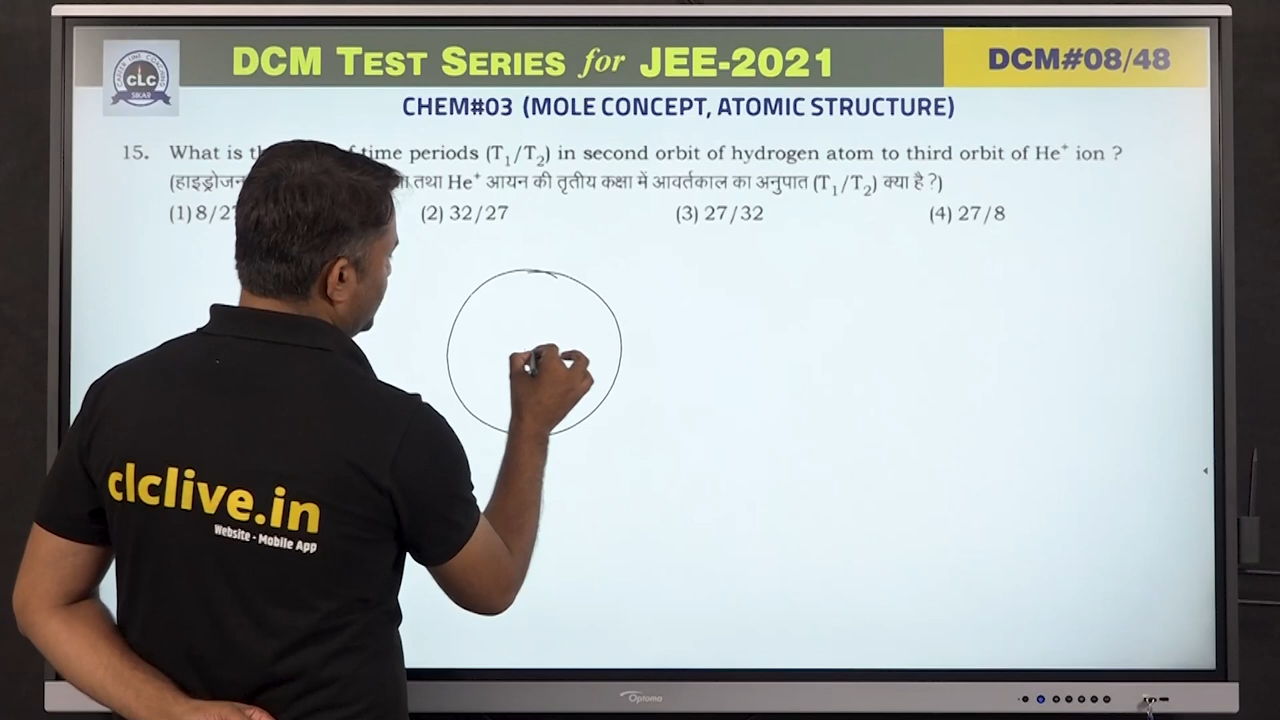 DCM TEST SERIES for JEE-2021
DCM#08/48
CLC
SIKAR
CHEM#03 (MOLE CONCEPT, ATOMIC STRUCTURE)
15. What is time periods (T₁/T₂) in second orbit of hydrogen atom to third orbit of He⁺ ion ?
(हाइड्रोजन तथा He⁺ आयन की तृतीय कक्षा में आवर्तकाल का अनुपात (T₁/T₂) क्या है ?)
(1) 8/2 (2) 32/27 (3) 27/32 (4) 27/8
clclive.in
Website - Mobile App
Optoma